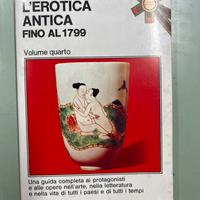 L'EROTICA
ANTICA
FINO AL 1799
Volume quarto
Una guida completa ai protagonisti
e alle opere nell'arte, nella letteratura
e nella vita di tutti i paesi e di tutti i tempi